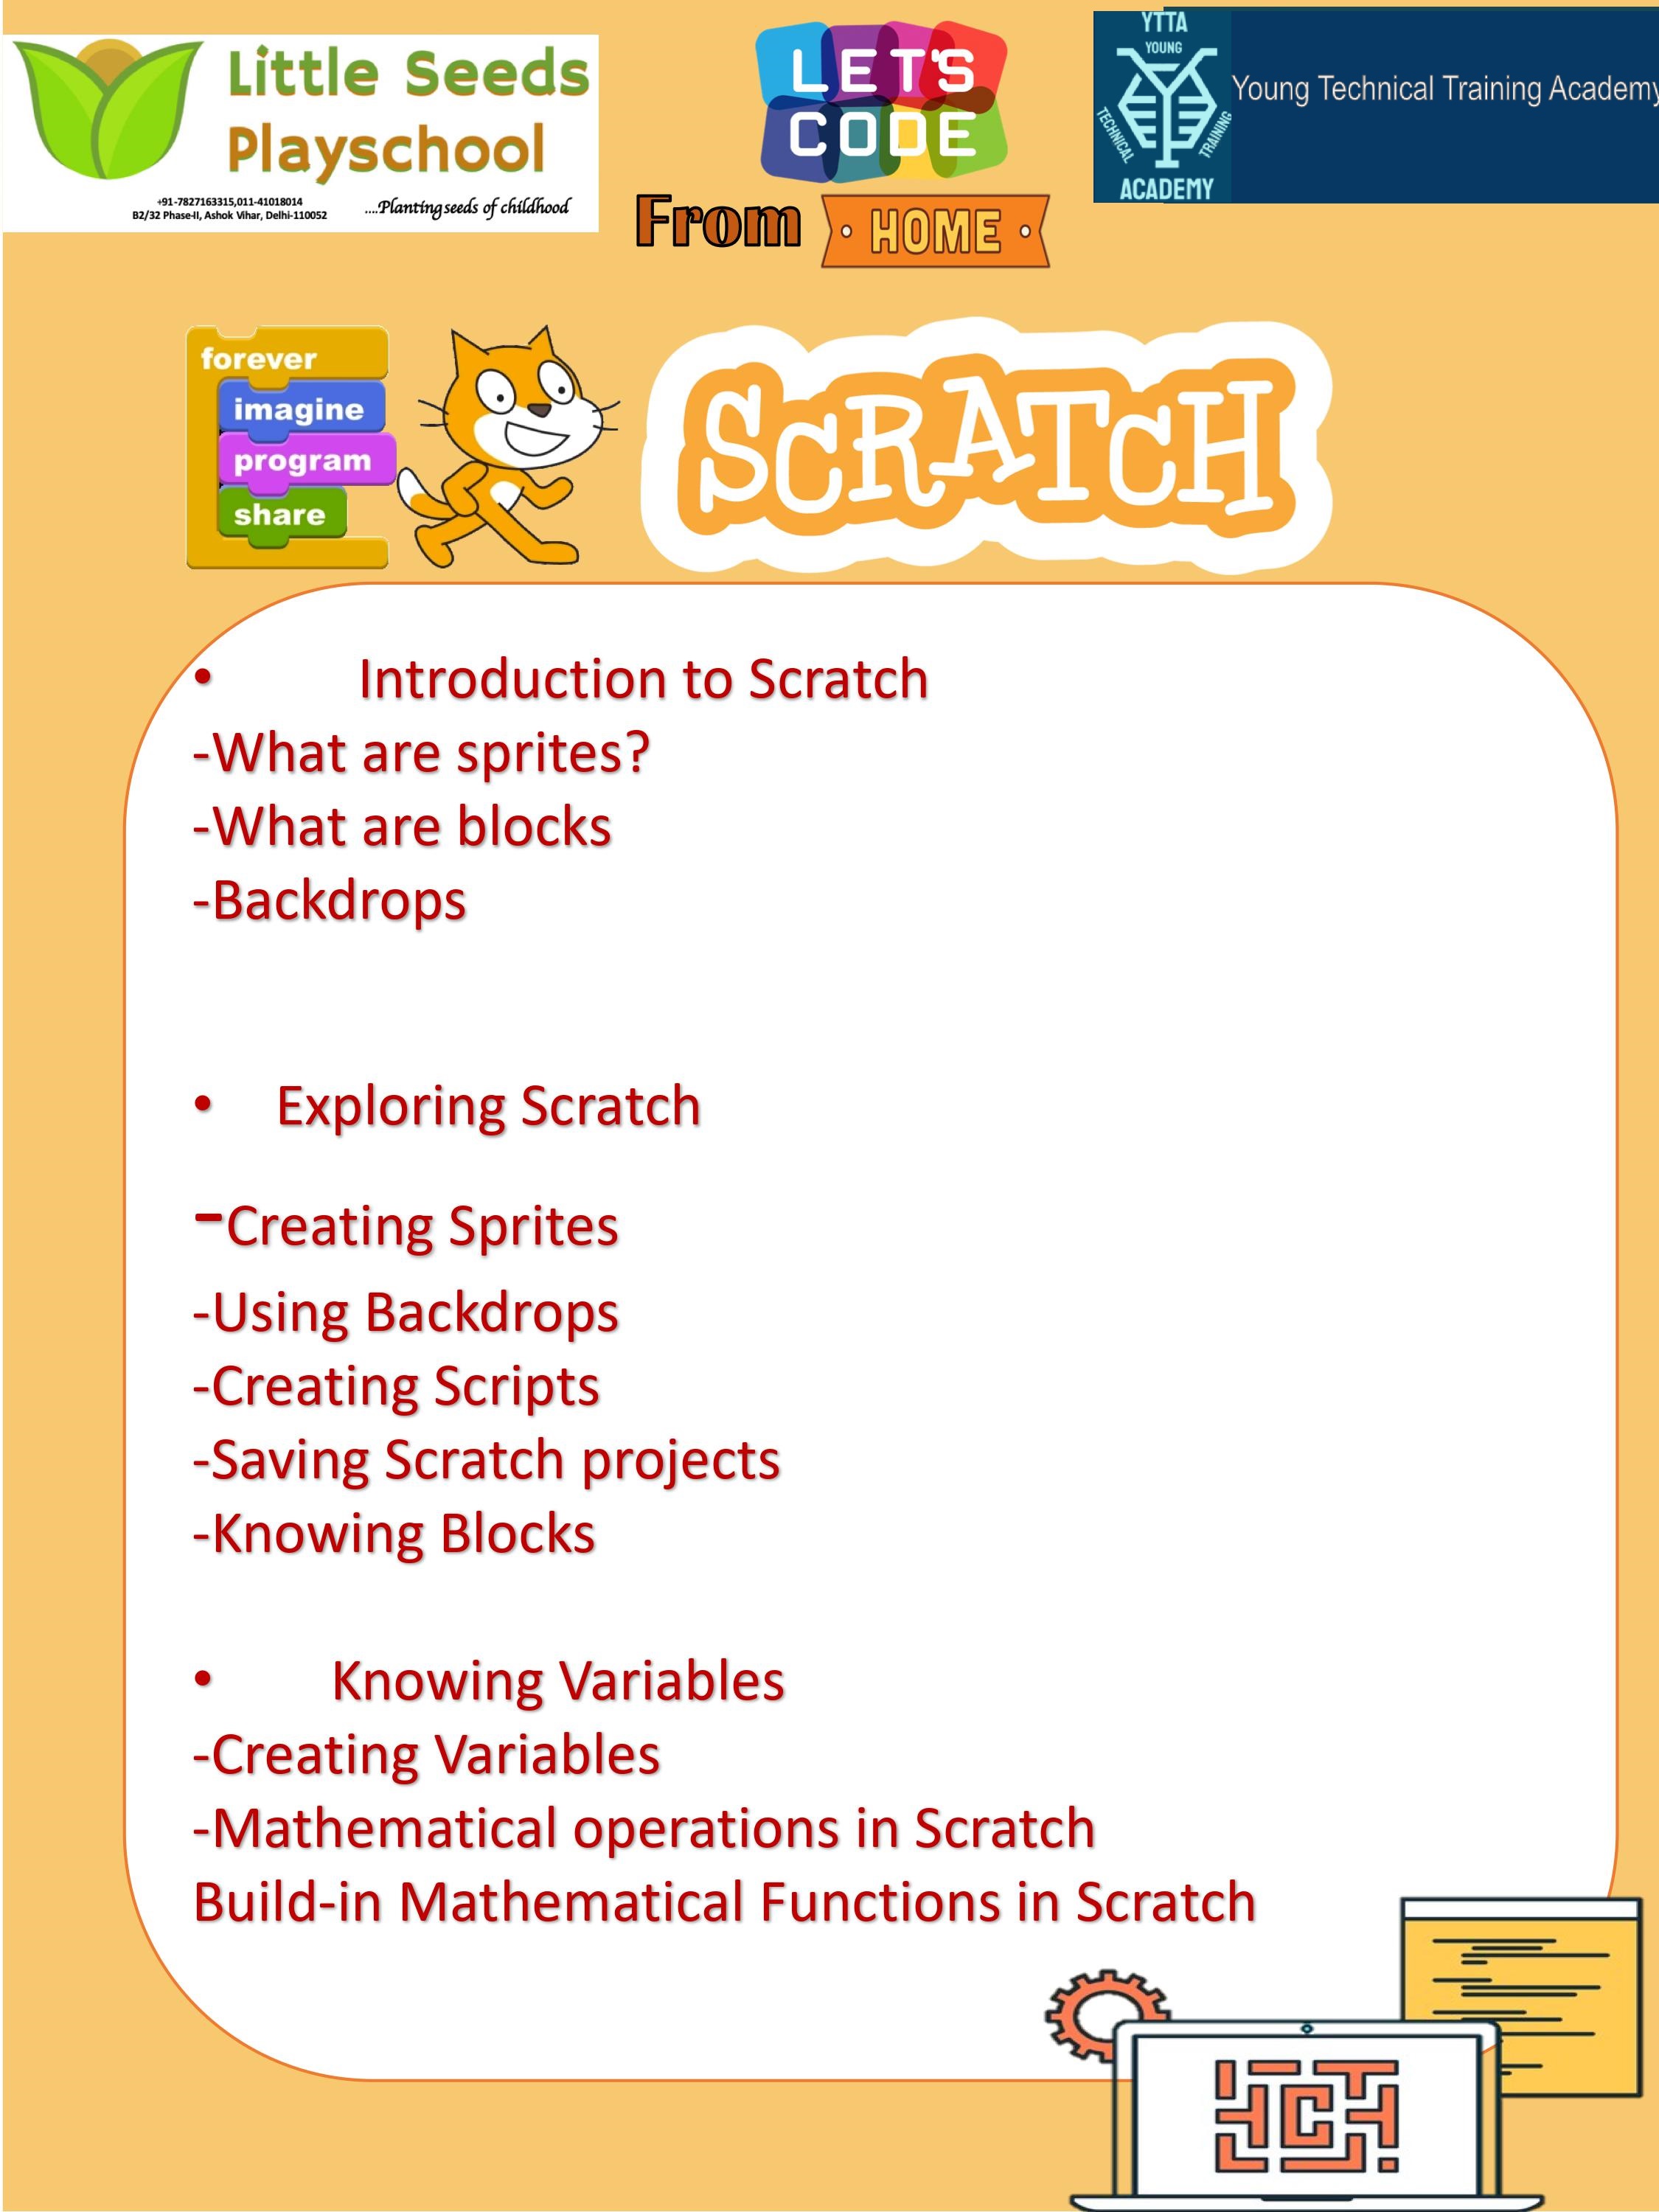 Little Seeds
Playschool
+91-7827163315,011-41018014
B2/32 Phase-II, Ashok Vihar, Delhi-110052
....Planting seeds of childhood
LET'S
CODE
From HOME
YTTA
YOUNG
TECHNICAL
TRAINING
ACADEMY
Young Technical Training Academy
forever
imagine
program
share
SCRATCH
• Introduction to Scratch
-What are sprites?
-What are blocks
-Backdrops
• Exploring Scratch
-Creating Sprites
-Using Backdrops
-Creating Scripts
-Saving Scratch projects
-Knowing Blocks
• Knowing Variables
-Creating Variables
-Mathematical operations in Scratch
Build-in Mathematical Functions in Scratch